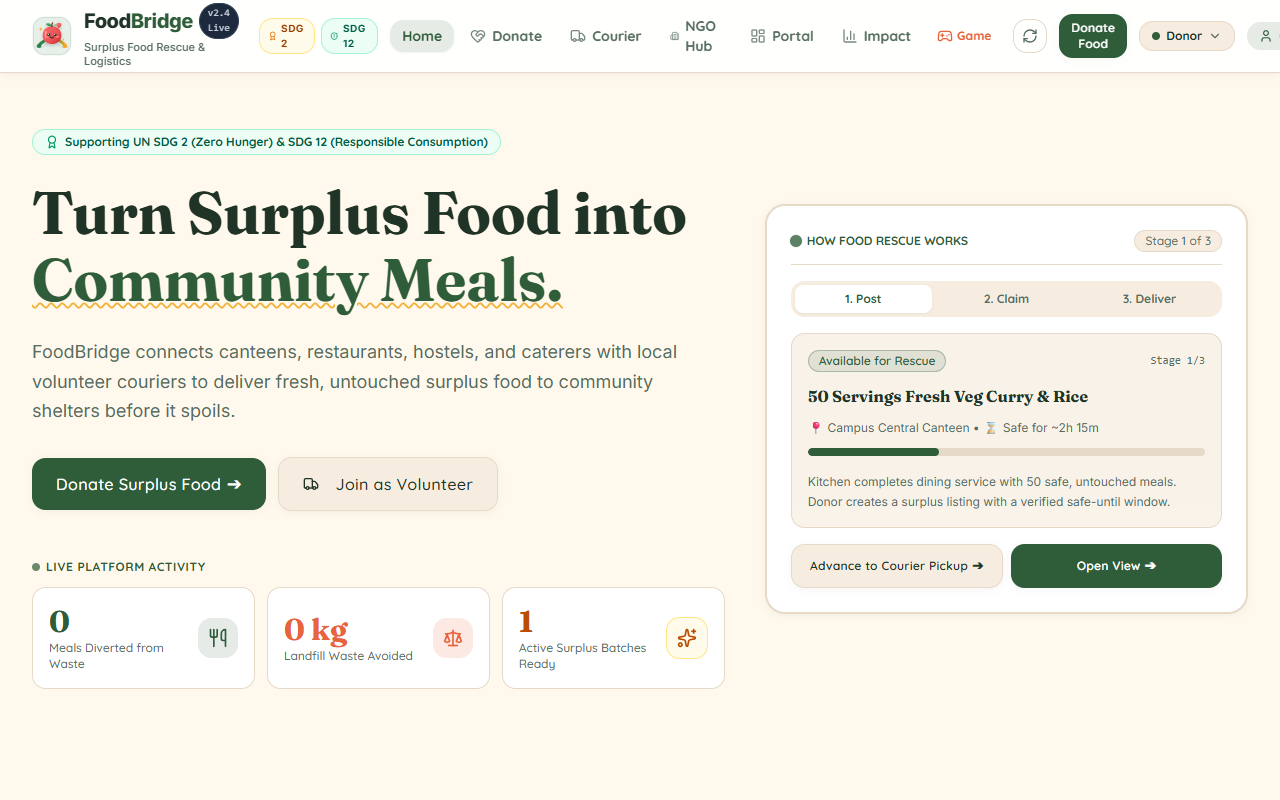 FoodBridge
v2.4
Live
Surplus Food Rescue &
Logistics
SDG
2
SDG
12
Home
Donate
Courier
NGO
Hub
Portal
Impact
Game
Donate
Food
Donor
Supporting UN SDG 2 (Zero Hunger) & SDG 12 (Responsible Consumption)
Turn Surplus Food into
Community Meals.
FoodBridge connects canteens, restaurants, hostels, and caterers with local
volunteer couriers to deliver fresh, untouched surplus food to community
shelters before it spoils.
Donate Surplus Food ➔
Join as Volunteer
LIVE PLATFORM ACTIVITY
0
Meals Diverted from
Waste
0 kg
Landfill Waste Avoided
1
Active Surplus Batches
Ready
HOW FOOD RESCUE WORKS
Stage 1 of 3
1. Post
2. Claim
3. Deliver
Available for Rescue
Stage 1/3
50 Servings Fresh Veg Curry & Rice
📍 Campus Central Canteen • ⏳ Safe for ~2h 15m
Kitchen completes dining service with 50 safe, untouched meals.
Donor creates a surplus listing with a verified safe-until window.
Advance to Courier Pickup ➔
Open View ➔